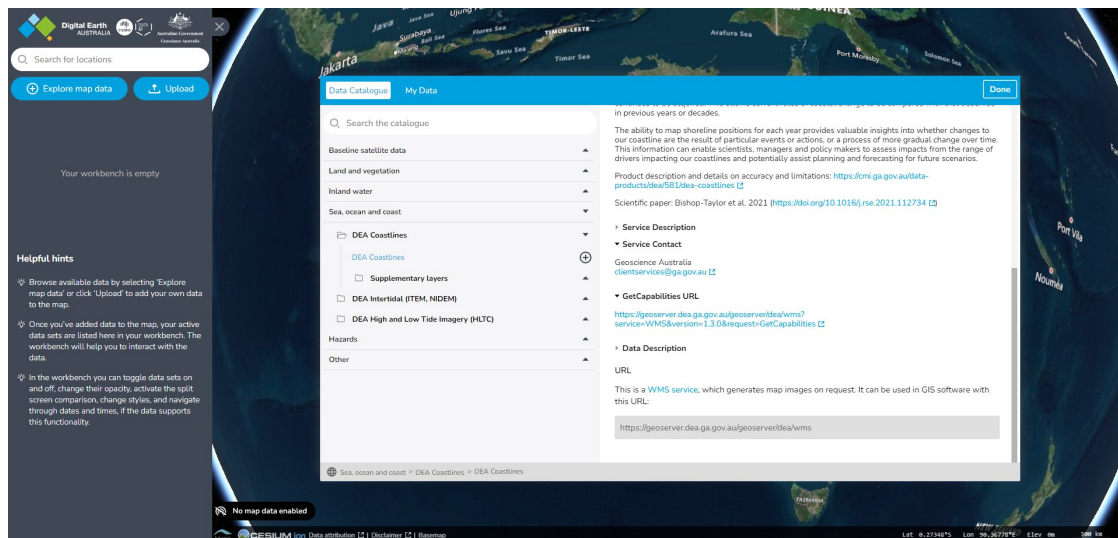 Digital Earth
AUSTRALIA
Australian Government
Geoscience Australia
Search for locations
Explore map data
Upload
Your workbench is empty
Helpful hints
Browse available data by selecting 'Explore
map data' or click 'Upload' to add your own data
to the map.
Once you've added data to the map, your active
data sets are listed here in your workbench. The
workbench will help you to interact with the
data.
In the workbench you can toggle data sets on
and off, change their opacity, activate the split
screen comparison, change styles, and navigate
through dates and times, if the data supports
this functionality.
Java
Java Sea
Ujung
Surabaya
Bali Sea
Flores Sea
TIMOR-LESTE
Malang
Savu Sea
Timor Sea
Jakarta
Arafura Sea
GUINEA
Port Moresby
Solomon Sea
Data Catalogue
My Data
Done
Search the catalogue
Baseline satellite data
Land and vegetation
Inland water
Sea, ocean and coast
DEA Coastlines
DEA Coastlines
Supplementary layers
DEA Intertidal (ITEM, NIDEM)
DEA High and Low Tide Imagery (HLTC)
Hazards
Other
in previous years or decades.
The ability to map shoreline positions for each year provides valuable insights into whether changes to
our coastline are the result of particular events or actions, or a process of more gradual change over time.
This information can enable scientists, managers and policy makers to assess impacts from the range of
drivers impacting our coastlines and potentially assist planning and forecasting for future scenarios.
Product description and details on accuracy and limitations: https://cmi.ga.gov.au/data-
products/dea/581/dea-coastlines
Scientific paper: Bishop-Taylor et al. 2021 (https://doi.org/10.1016/j.rse.2021.112734)
Service Description
Service Contact
Geoscience Australia
clientservices@ga.gov.au
GetCapabilities URL
https://geoserver.dea.ga.gov.au/geoserver/dea/wms?
service=WMS&version=1.3.0&request=GetCapabilities
Data Description
URL
This is a WMS service, which generates map images on request. It can be used in GIS software with
this URL:
https://geoserver.dea.ga.gov.au/geoserver/dea/wms
Sea, ocean and coast > DEA Coastlines > DEA Coastlines
Port Vila
Nouméa
TASMANIA
No map data enabled
CESIUM ion Data attribution | Disclaimer | Basemap
Lat 0.27348°S Lon 90.36778°E Elev 0m 300 km